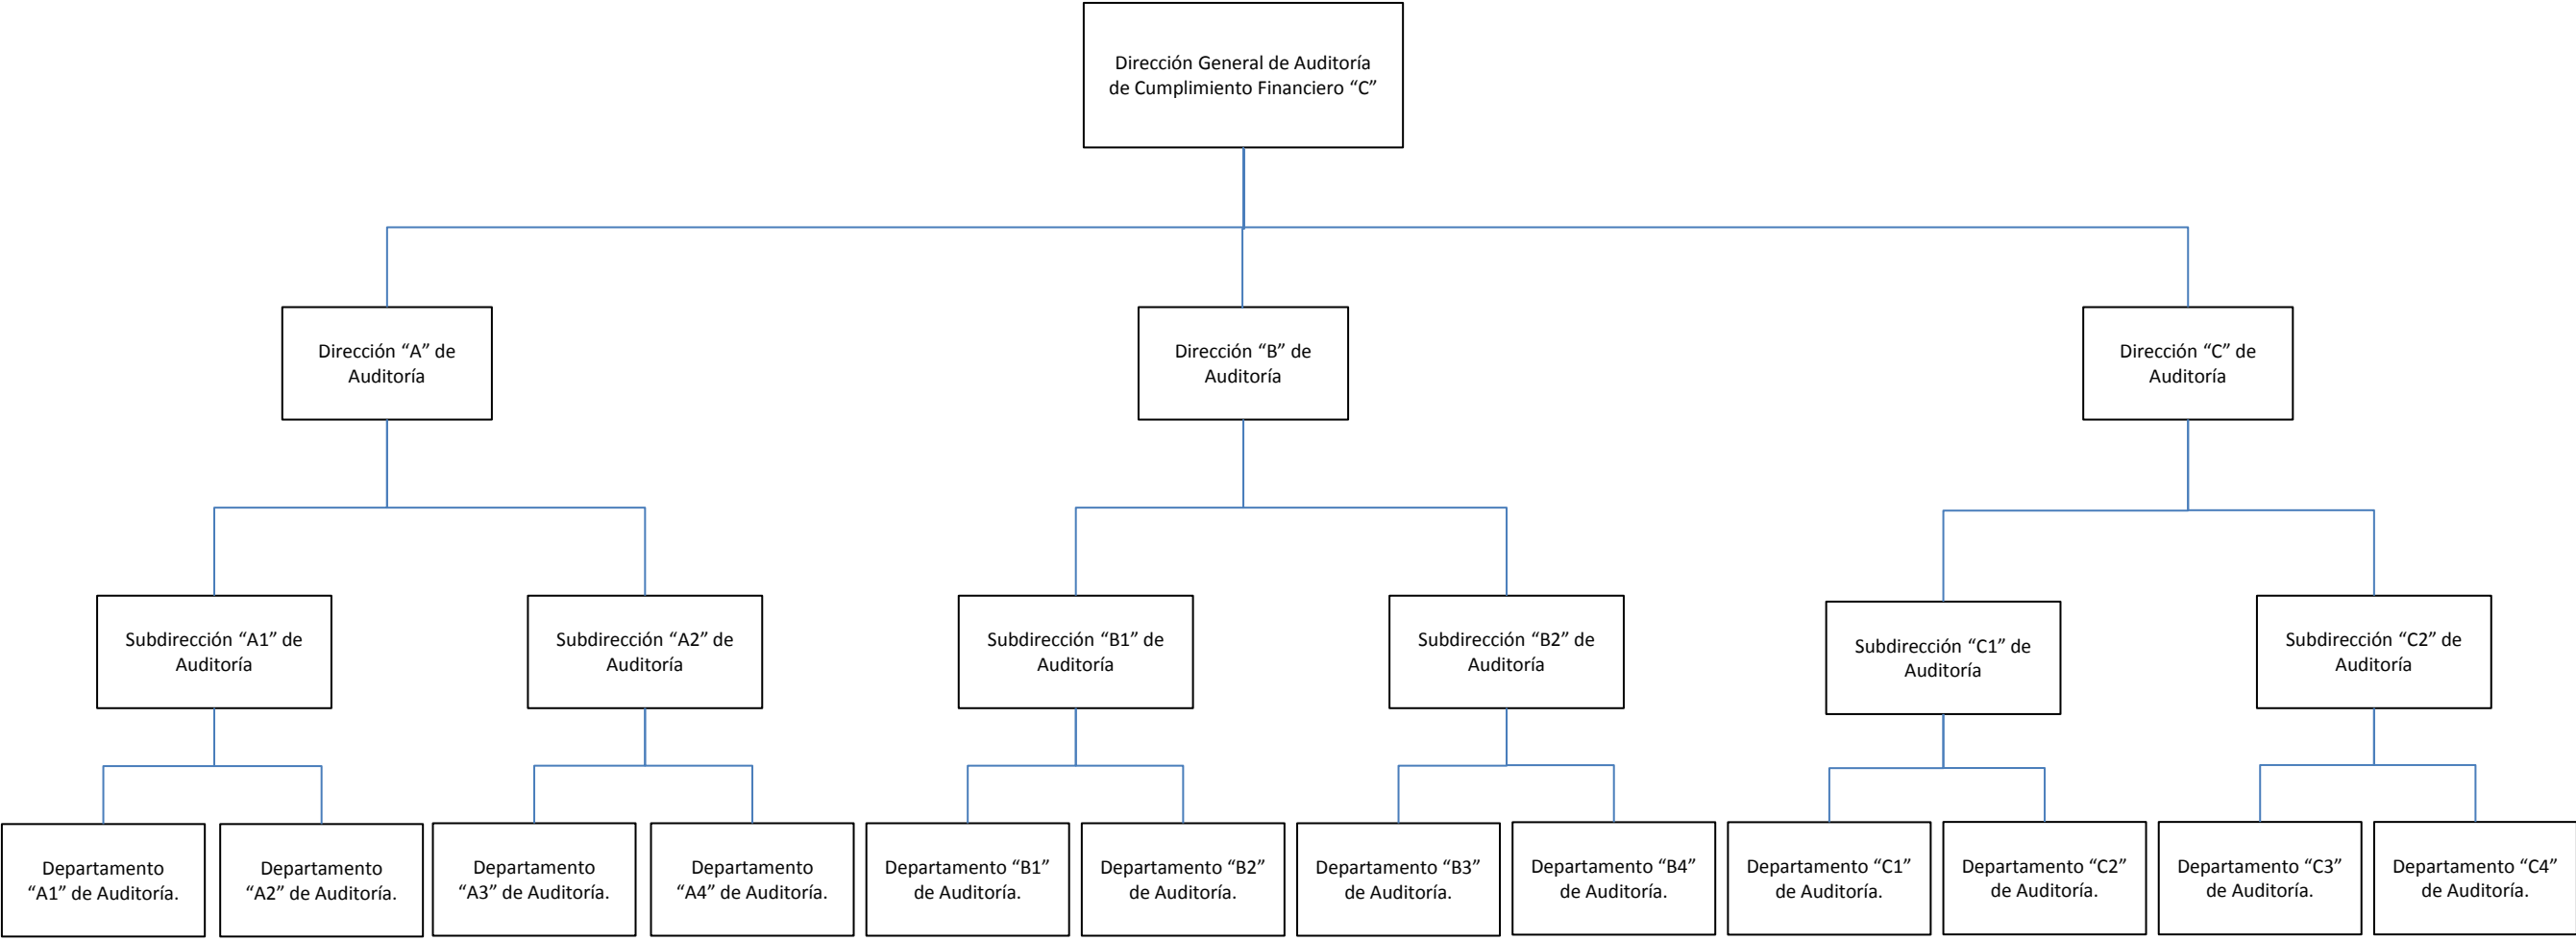 Dirección General de Auditoría
de Cumplimiento Financiero “C”
Dirección “A” de
Auditoría
Dirección “B” de
Auditoría
Dirección “C” de
Auditoría
Subdirección “A1” de
Auditoría
Subdirección “A2” de
Auditoría
Subdirección “B1” de
Auditoría
Subdirección “B2” de
Auditoría
Subdirección “C1” de
Auditoría
Subdirección “C2” de
Auditoría
Departamento
“A1” de Auditoría.
Departamento
“A2” de Auditoría.
Departamento
“A3” de Auditoría.
Departamento
“A4” de Auditoría.
Departamento “B1”
de Auditoría.
Departamento “B2”
de Auditoría.
Departamento “B3”
de Auditoría.
Departamento “B4”
de Auditoría.
Departamento “C1”
de Auditoría.
Departamento “C2”
de Auditoría.
Departamento “C3”
de Auditoría.
Departamento “C4”
de Auditoría.